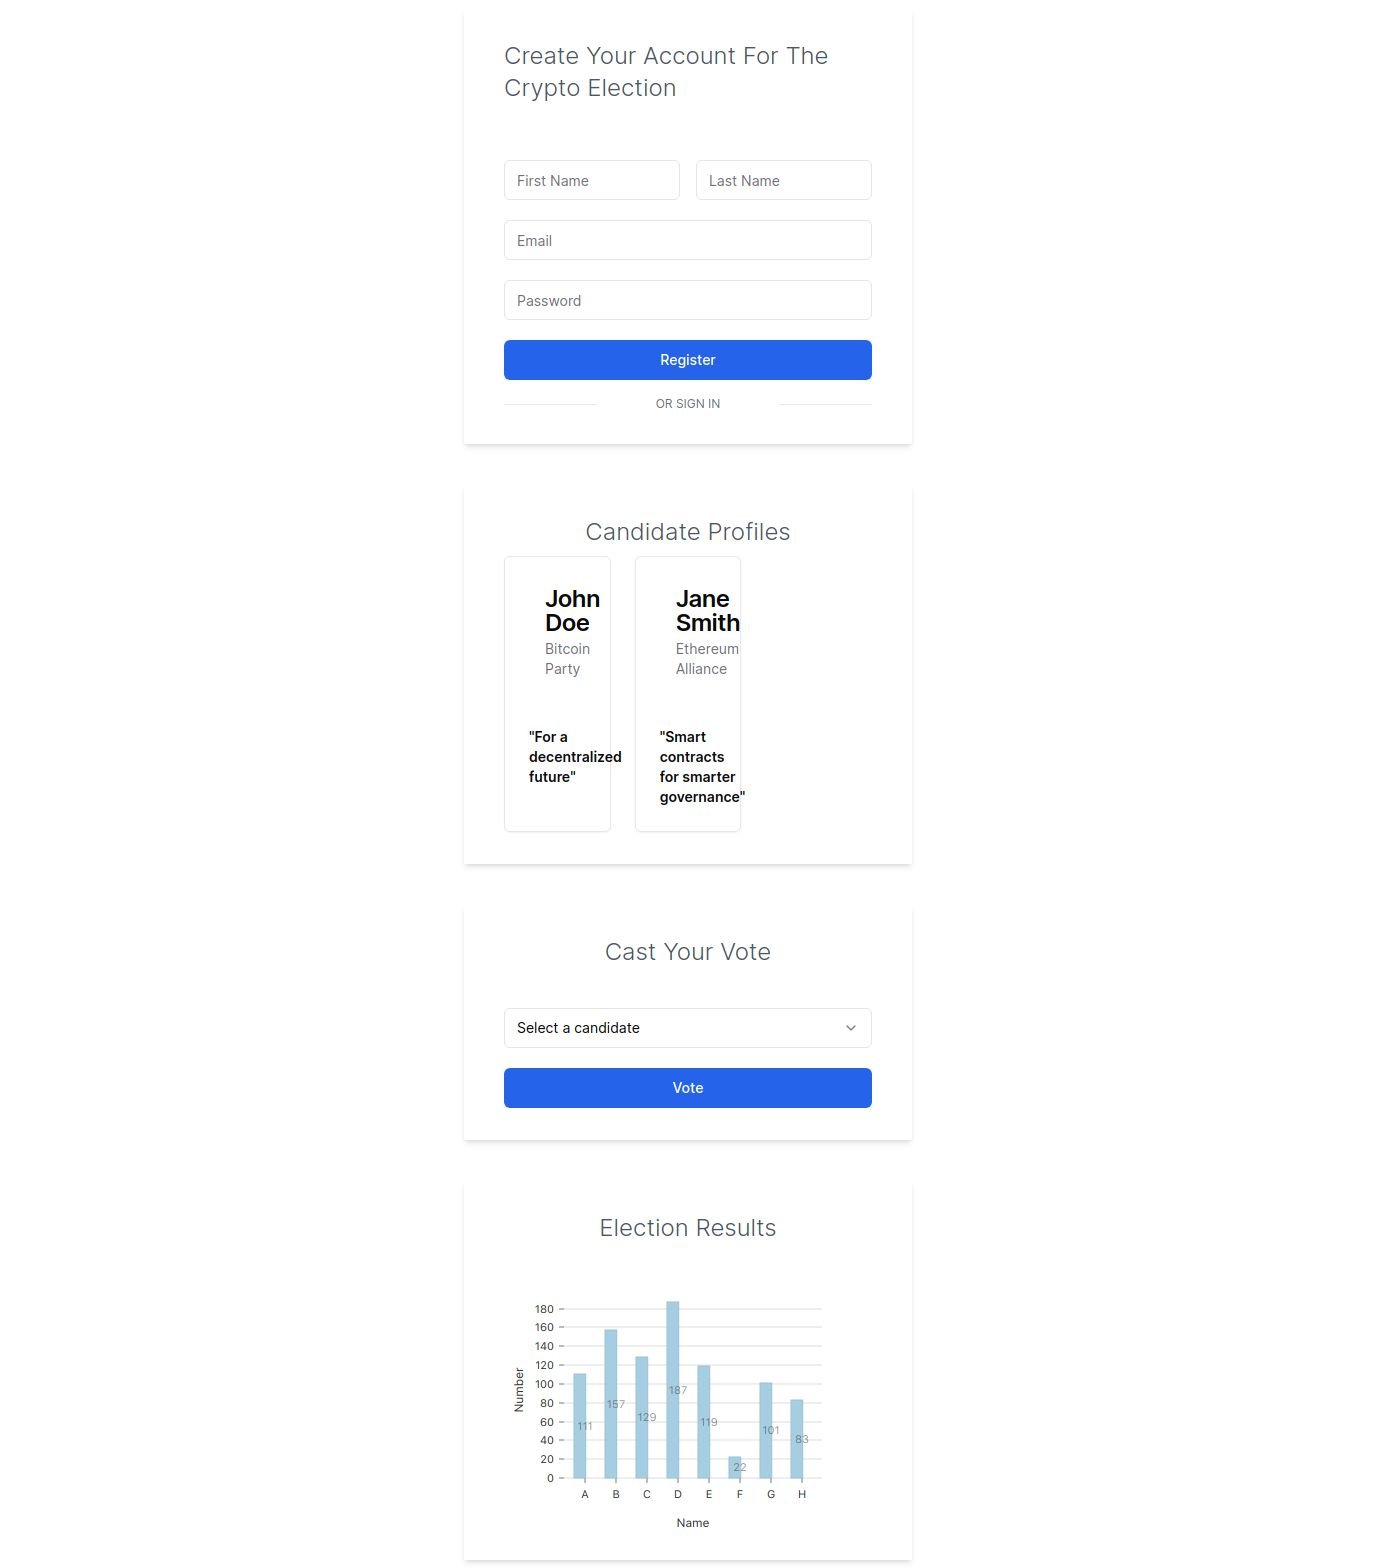 Create Your Account For The
Crypto Election
First Name
Last Name
Email
Password
Register
OR SIGN IN
Candidate Profiles
John
Doe
Bitcoin
Party
"For a
decentralized
future"
Jane
Smith
Ethereum
Alliance
"Smart
contracts
for smarter
governance"
Cast Your Vote
Select a candidate
Vote
Election Results
Number
180
160
140
120
100
80
60
40
20
0
111
157
129
187
119
22
101
83
A B C D E F G H
Name